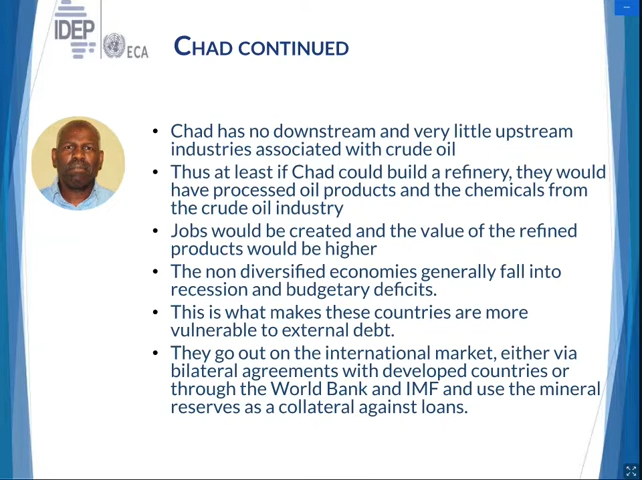 IDEP
ECA
CHAD CONTINUED
• Chad has no downstream and very little upstream
industries associated with crude oil
• Thus at least if Chad could build a refinery, they would
have processed oil products and the chemicals from
the crude oil industry
• Jobs would be created and the value of the refined
products would be higher
• The non diversified economies generally fall into
recession and budgetary deficits.
• This is what makes these countries are more
vulnerable to external debt.
• They go out on the international market, either via
bilateral agreements with developed countries or
through the World Bank and IMF and use the mineral
reserves as a collateral against loans.